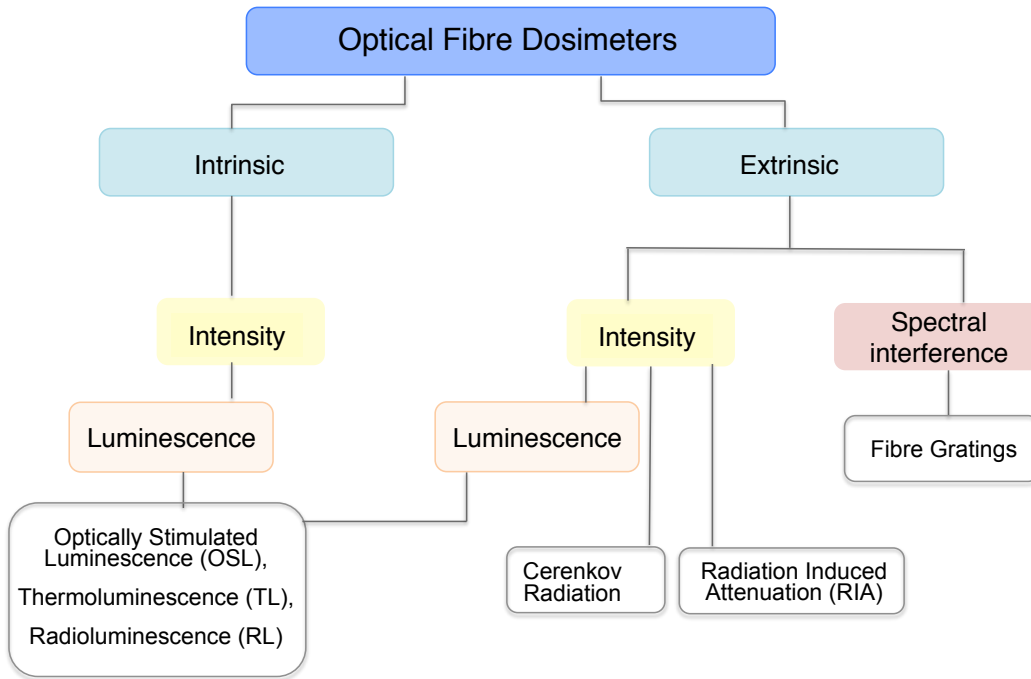 Optical Fibre Dosimeters
Intrinsic
Extrinsic
Intensity
Intensity
Spectral
interference
Luminescence
Luminescence
Fibre Gratings
Optically Stimulated
Luminescence (OSL),
Thermoluminescence (TL),
Radioluminescence (RL)
Cerenkov
Radiation
Radiation Induced
Attenuation (RIA)